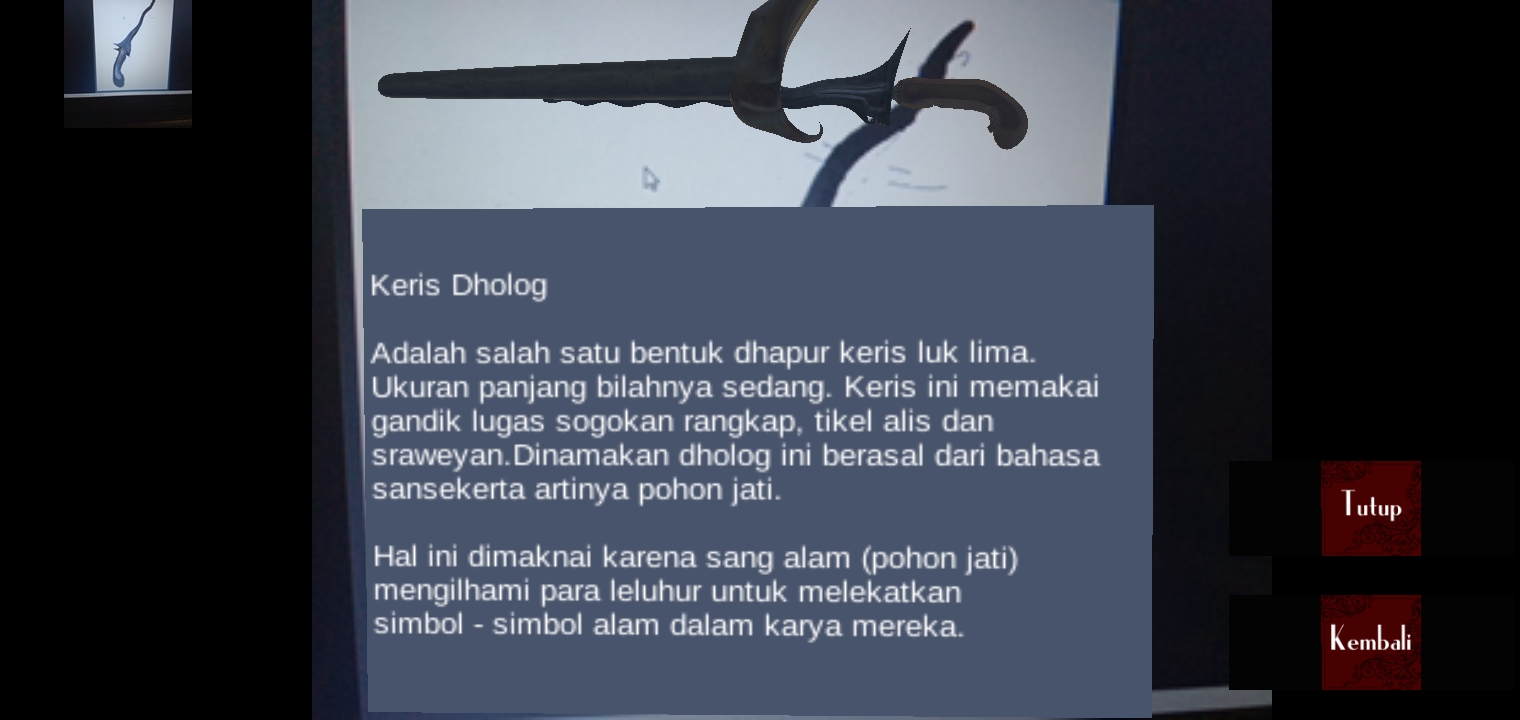 Keris Dholog
Adalah salah satu bentuk dhapur keris luk lima.
Ukuran panjang bilahnya sedang. Keris ini memakai
gandik lugas sogokan rangkap, tikel alis dan
sraweyan.Dinamakan dholog ini berasal dari bahasa
sansekerta artinya pohon jati.
Hal ini dimaknai karena sang alam (pohon jati)
mengilhami para leluhur untuk melekatkan
simbol - simbol alam dalam karya mereka.
Tutup
Kembali